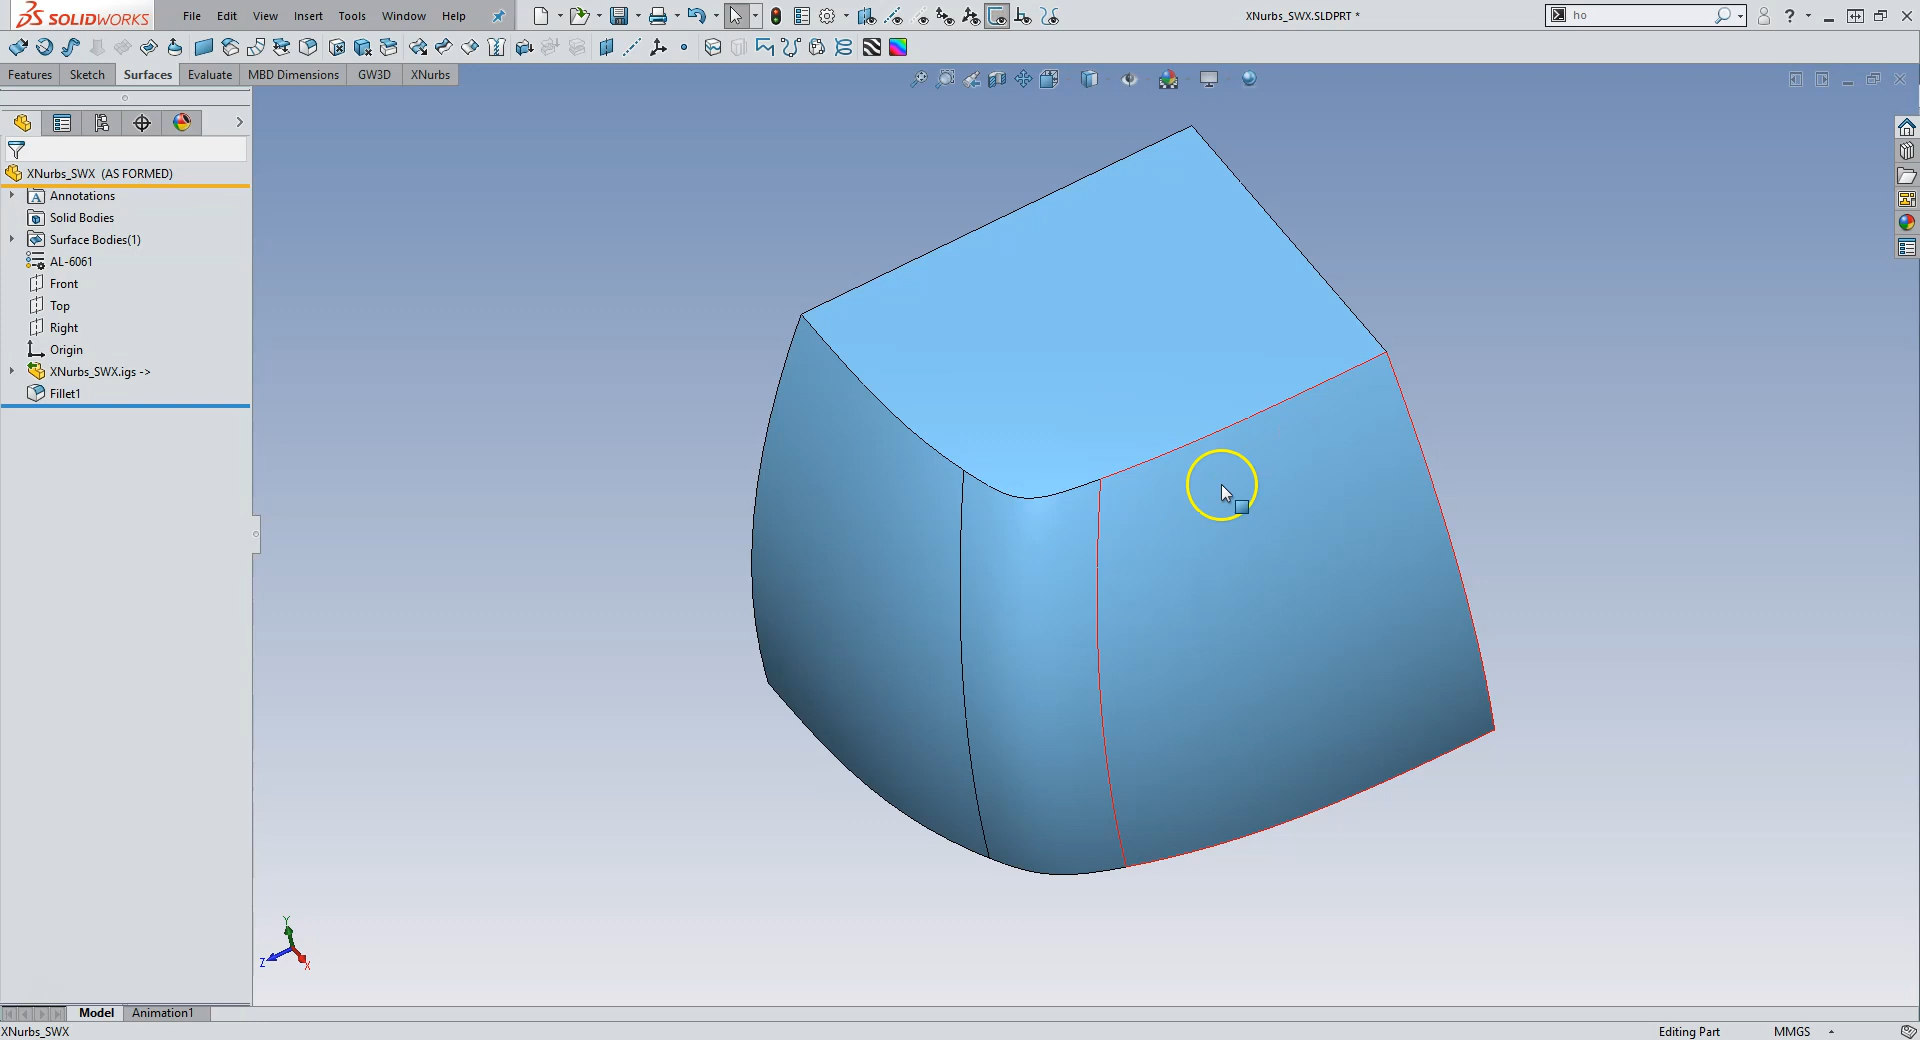 SOLIDWORKS File Edit View Insert Tools Window Help XNurbs_SWX.SLDPRT * ho ?
Features Sketch Surfaces Evaluate MBD Dimensions GW3D XNurbs
XNurbs_SWX (AS FORMED)
A Annotations
Solid Bodies
Surface Bodies(1)
AL-6061
Front
Top
Right
Origin
XNurbs_SWX.igs ->
Fillet1
Y
Z X
Model Animation1
XNurbs_SWX Editing Part MMGS